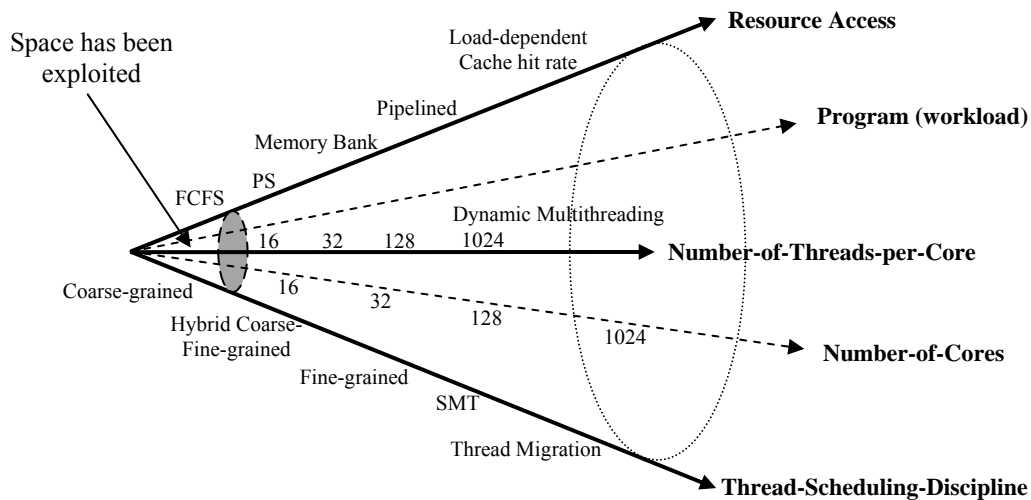 Resource Access
Load-dependent
Cache hit rate
Space has been
exploited
Pipelined
Program (workload)
Memory Bank
PS
FCFS
Dynamic Multithreading
16 32 128 1024
Number-of-Threads-per-Core
Coarse-grained
16
32
128
1024
Number-of-Cores
Hybrid Coarse-
Fine-grained
Fine-grained
SMT
Thread Migration
Thread-Scheduling-Discipline